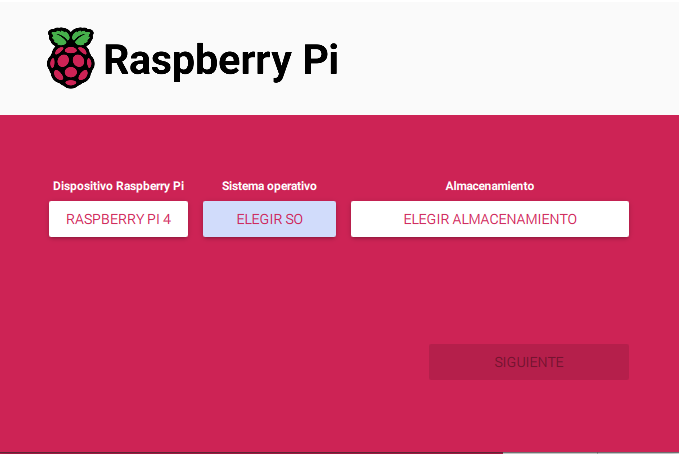 Raspberry Pi
Dispositivo Raspberry Pi
Sistema operativo
Almacenamiento
RASPBERRY PI 4
ELEGIR SO
ELEGIR ALMACENAMIENTO
SIGUIENTE